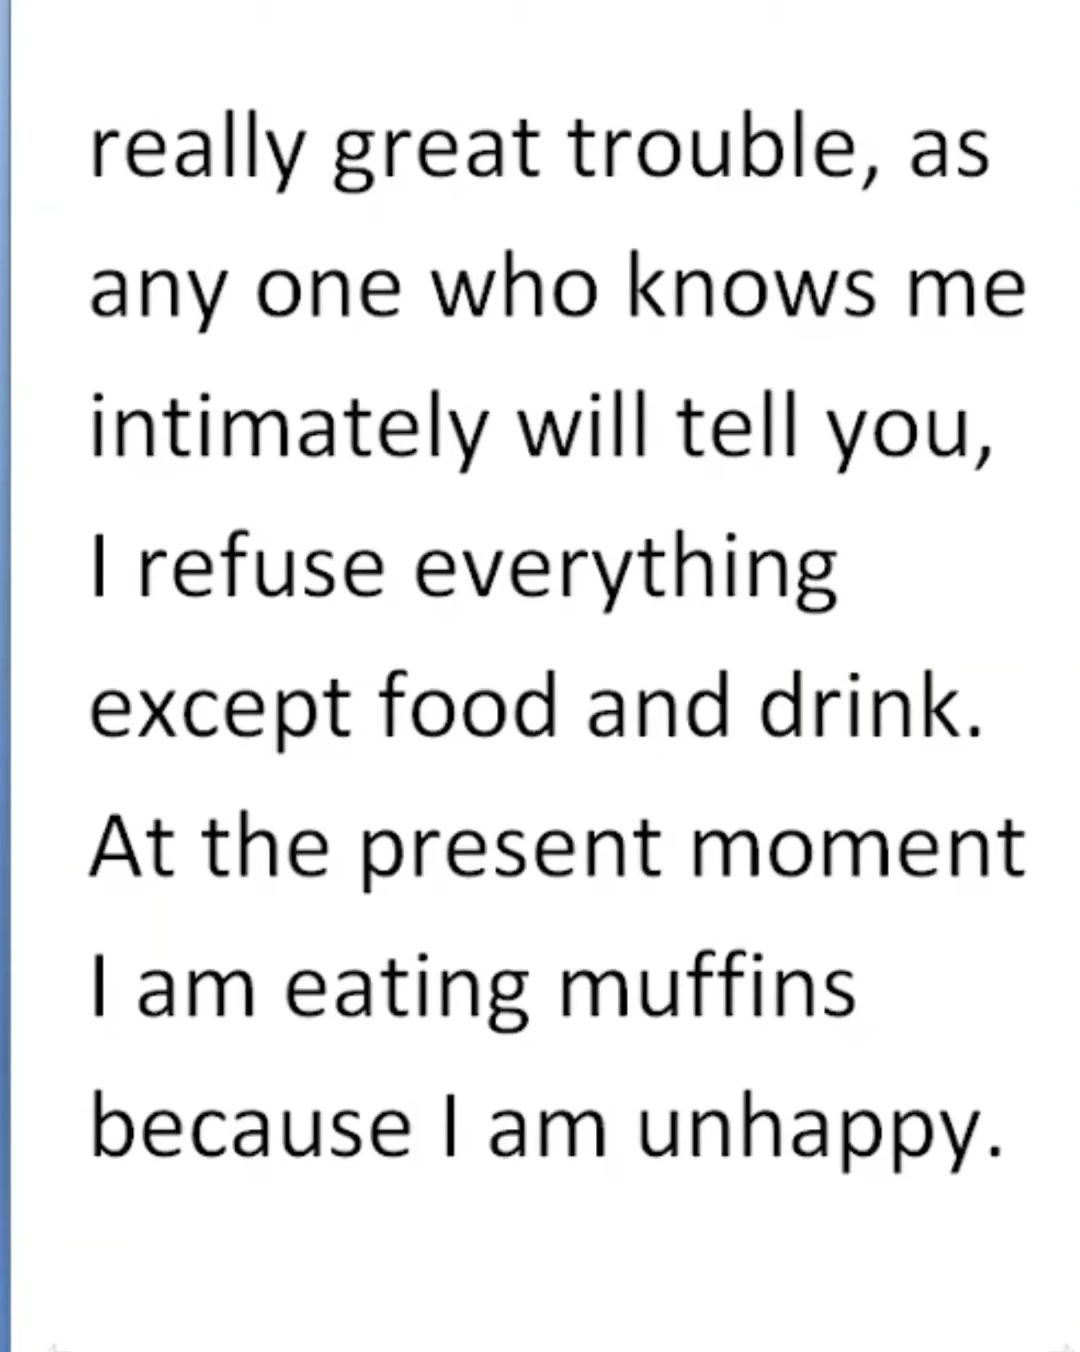 really great trouble, as
any one who knows me
intimately will tell you,
I refuse everything
except food and drink.
At the present moment
I am eating muffins
because I am unhappy.